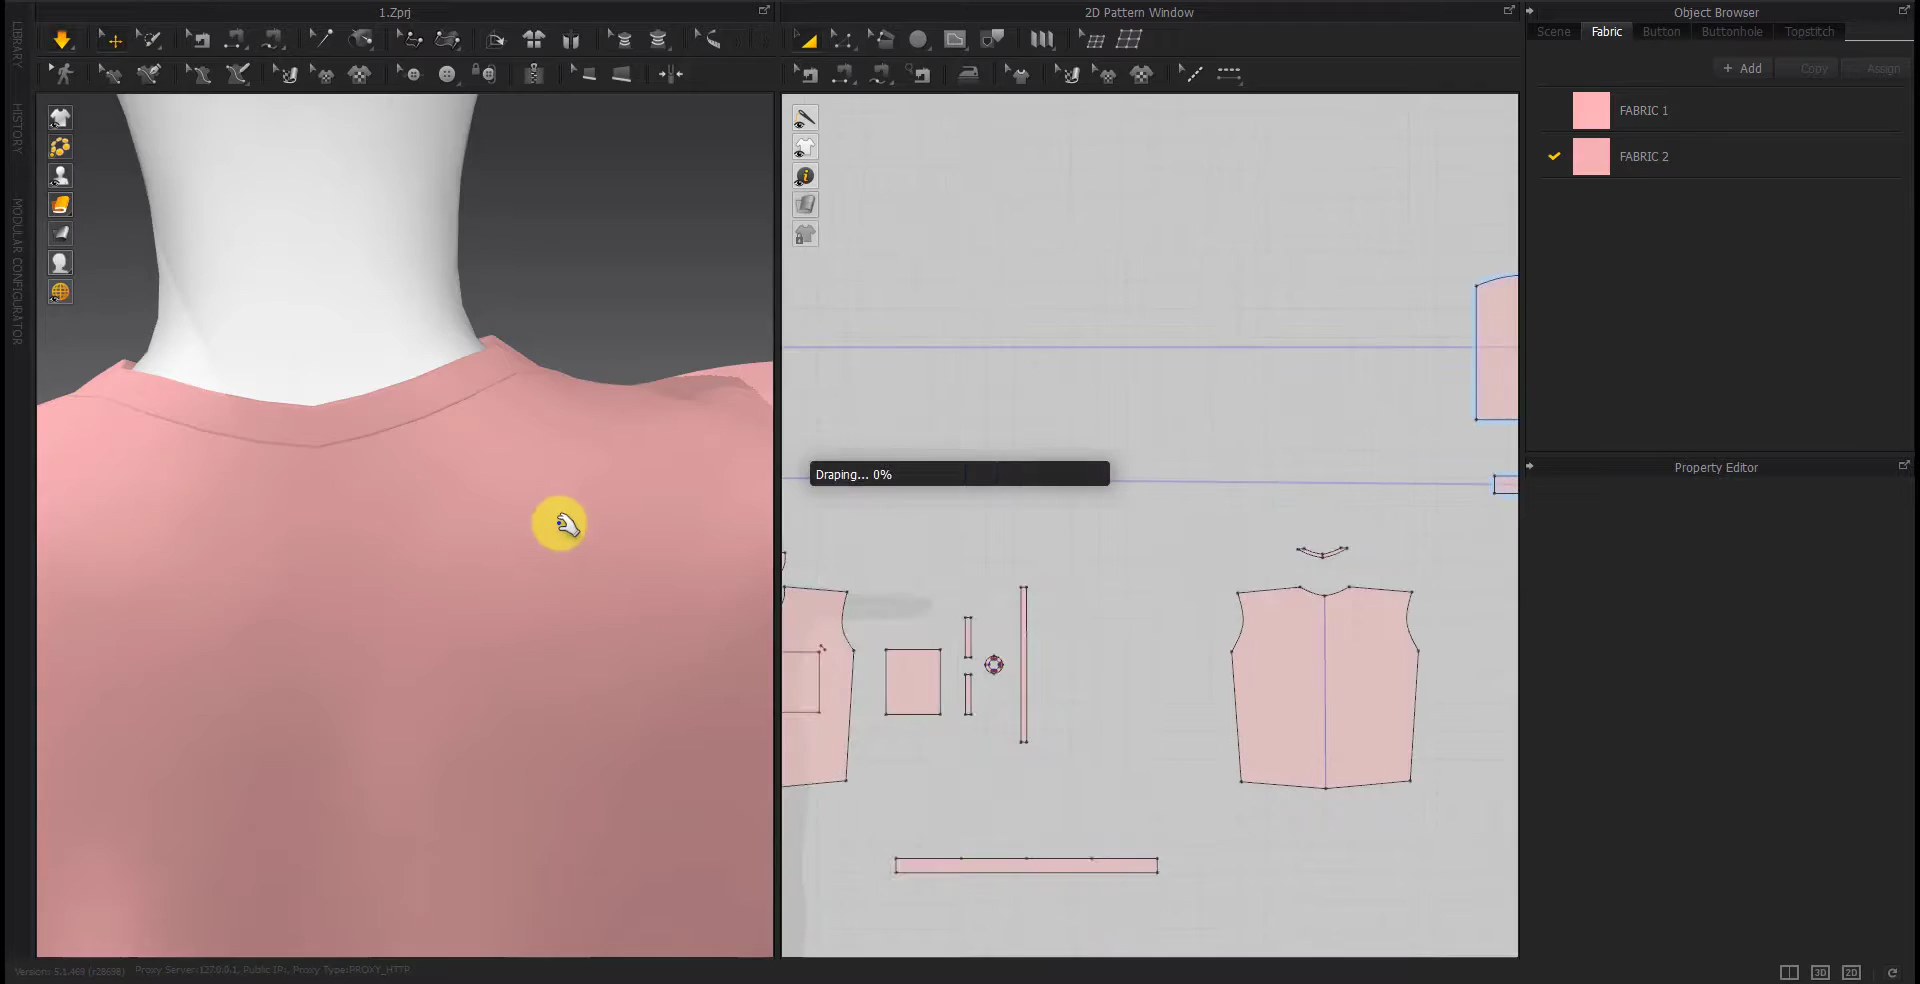 1.Zprj
2D Pattern Window
Object Browser
Scene Fabric Button Buttonhole Topstitch
+ Add Copy Assign
FABRIC 1
FABRIC 2
LIBRARY
HISTORY
MODULAR CONFIGURATOR
Draping... 0%
Property Editor
Version: 5.1.469 (r28698) Proxy Server:127.0.0.1, Public IP:, Proxy Type:PROXY_HTTP
3D 2D